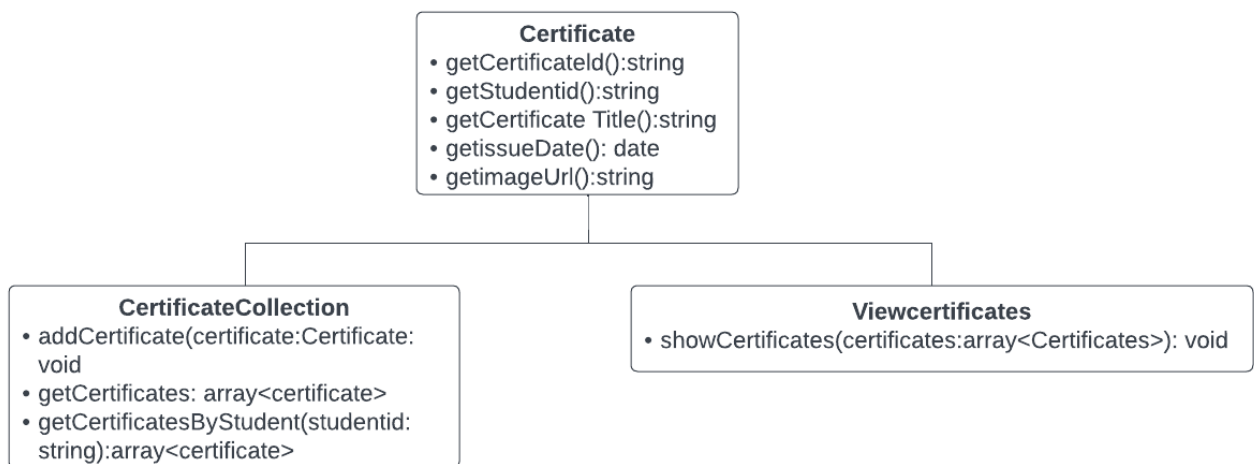 Certificate
• getCertificateld():string
• getStudentid():string
• getCertificate Title():string
• getissueDate(): date
• getimageUrl():string
CertificateCollection
• addCertificate(certificate:Certificate:
void
• getCertificates: array<certificate>
• getCertificatesByStudent(studentid:
string):array<certificate>
Viewcertificates
• showCertificates(certificates:array<Certificates>): void